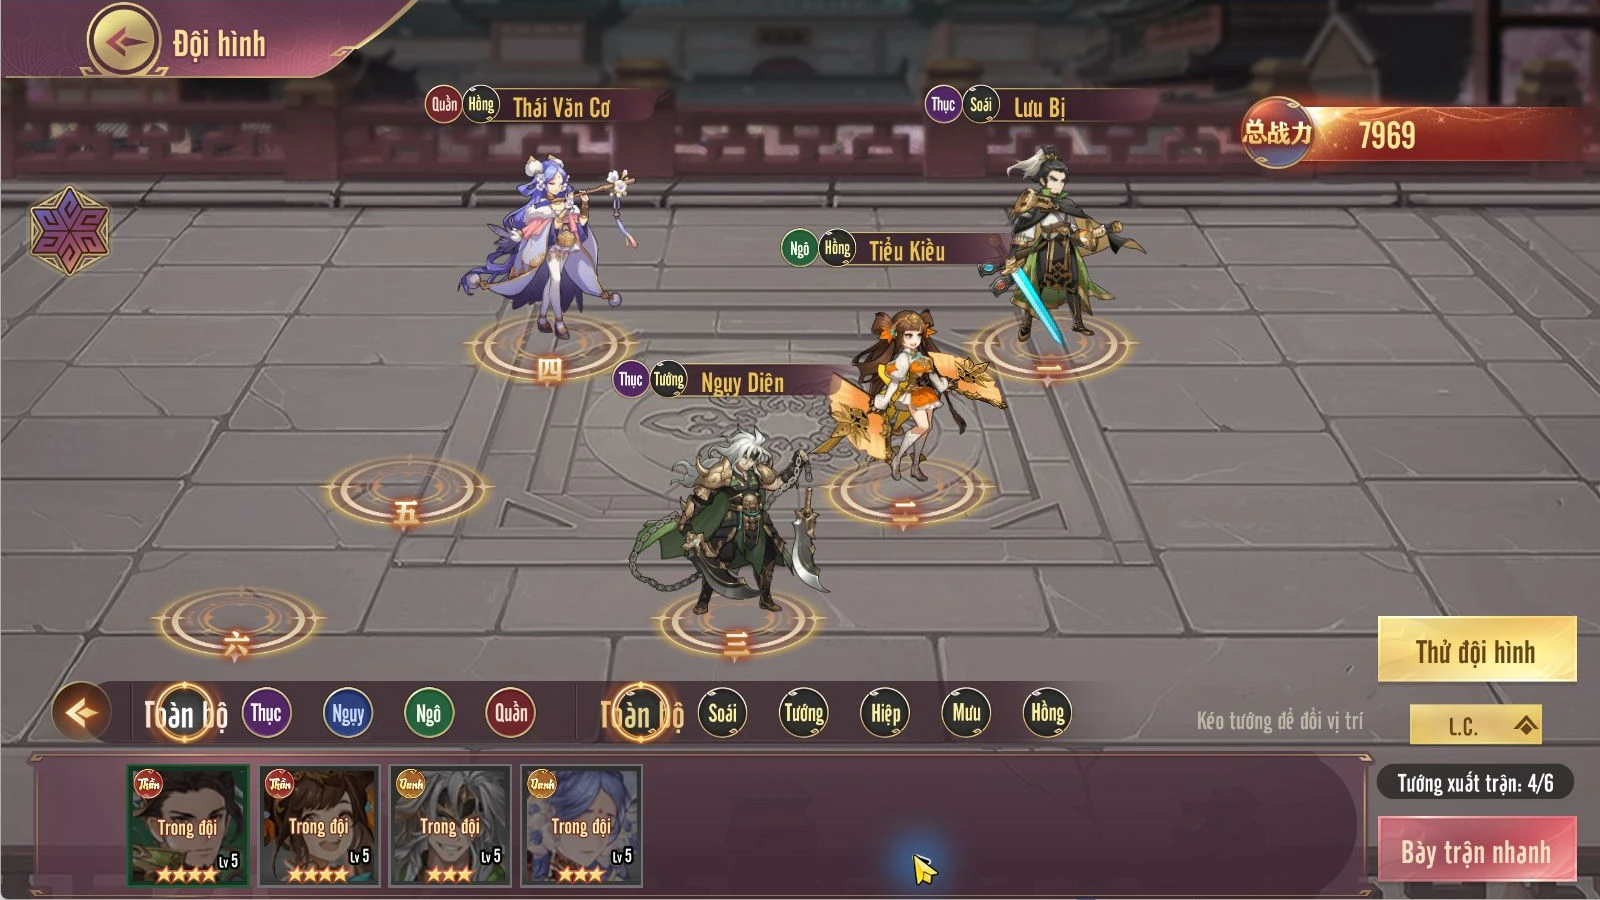 Đội hình
Quần Hồng Thái Văn Cơ
Thục Soái Lưu Bị
总战力 7969
Ngô Hồng Tiểu Kiều
四
一
Thục Tướng Ngụy Diên
五
二
六
三
Thử đội hình
Toàn bộ Thục Ngụy Ngô Quần Toàn bộ Soái Tướng Hiệp Mưu Hồng
Kéo tướng để đổi vị trí
L.C.
Tướng xuất trận: 4/6
Thần Thần Danh Danh
Trong đội Trong đội Trong đội Trong đội
Lv 5 Lv 5 Lv 5 Lv 5
Bày trận nhanh